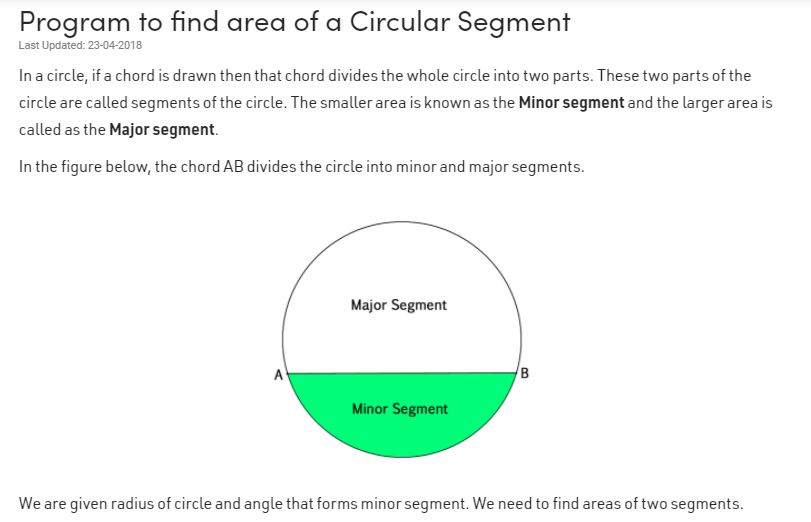 Program to find area of a Circular Segment
Last Updated: 23-04-2018
In a circle, if a chord is drawn then that chord divides the whole circle into two parts. These two parts of the
circle are called segments of the circle. The smaller area is known as the Minor segment and the larger area is
called as the Major segment.
In the figure below, the chord AB divides the circle into minor and major segments.
Major Segment
A
B
Minor Segment
We are given radius of circle and angle that forms minor segment. We need to find areas of two segments.